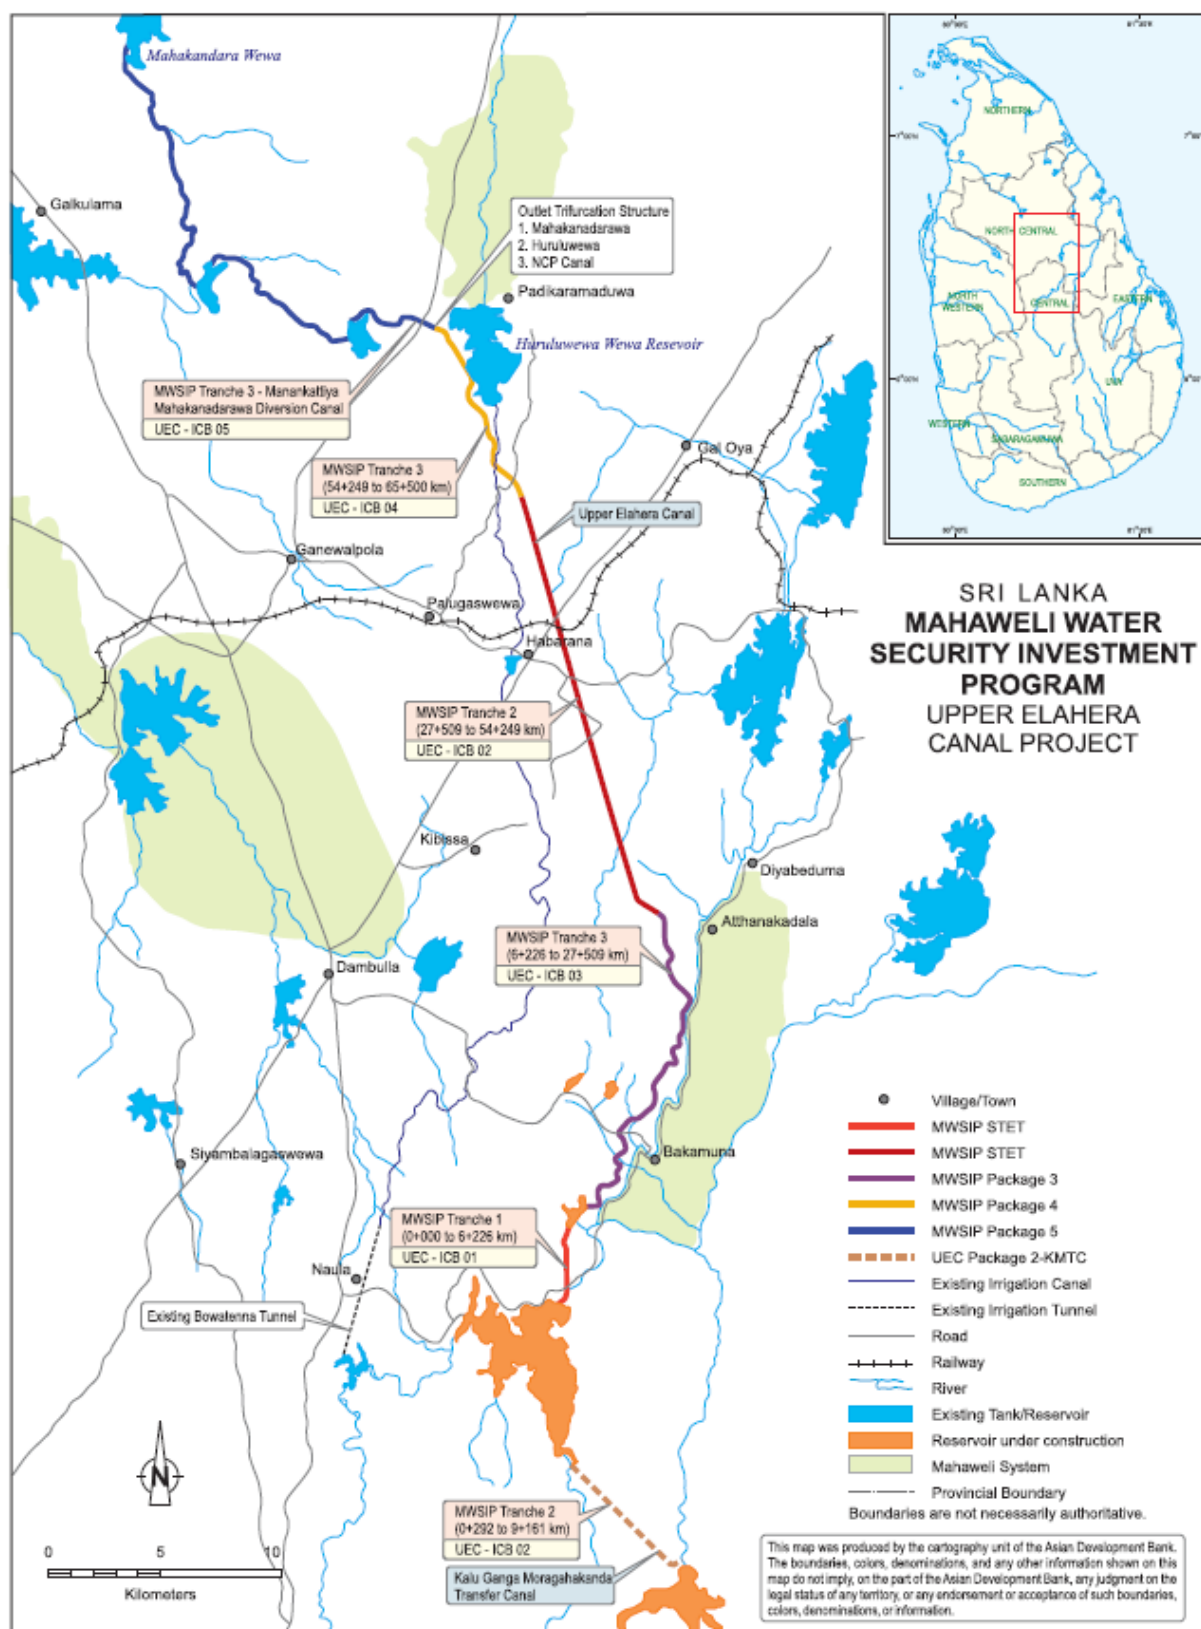 Mahakandara Wewa
Galkulama
Outlet Trifurcation Structure
1. Mahakanadarawa
2. Huruluwewa
3. NCP Canal
Padikaramaduwa
Huruluwewa Wewa Resevoir
MWSIP Tranche 3 - Manankattiya
Mahakanadarawa Diversion Canal
UEC - ICB 05
MWSIP Tranche 3
(54+249 to 65+500 km)
UEC - ICB 04
Gal Oya
Upper Elahera Canal
Ganewalpola
Palugaswewa
Habarana
MWSIP Tranche 2
(27+509 to 54+249 km)
UEC - ICB 02
Kibissa
Diyabeduma
Atthanakadala
MWSIP Tranche 3
(6+226 to 27+509 km)
UEC - ICB 03
Dambulla
Siyambalagaswewa
Bakamuna
MWSIP Tranche 1
(0+000 to 6+226 km)
UEC - ICB 01
Naula
Existing Bowatenna Tunnel
MWSIP Tranche 2
(0+292 to 9+161 km)
UEC - ICB 02
Kalu Ganga Moragahakanda
Transfer Canal
N
0 5 10
Kilometers
NORTHERN
NORTH CENTRAL
NORTH
WESTERN
CENTRAL
EASTERN
UVA
WESTERN
SABARAGAMUWA
SOUTHERN
SRI LANKA
MAHAWELI WATER
SECURITY INVESTMENT
PROGRAM
UPPER ELAHERA
CANAL PROJECT
Village/Town
MWSIP STET
MWSIP STET
MWSIP Package 3
MWSIP Package 4
MWSIP Package 5
UEC Package 2-KMTC
Existing Irrigation Canal
Existing Irrigation Tunnel
Road
Railway
River
Existing Tank/Reservoir
Reservoir under construction
Mahaweli System
Provincial Boundary
Boundaries are not necessarily authoritative.
This map was produced by the cartography unit of the Asian Development Bank.
The boundaries, colors, denominations, and any other information shown on this
map do not imply, on the part of the Asian Development Bank, any judgment on the
legal status of any territory, or any endorsement or acceptance of such boundaries,
colors, denominations, or information.